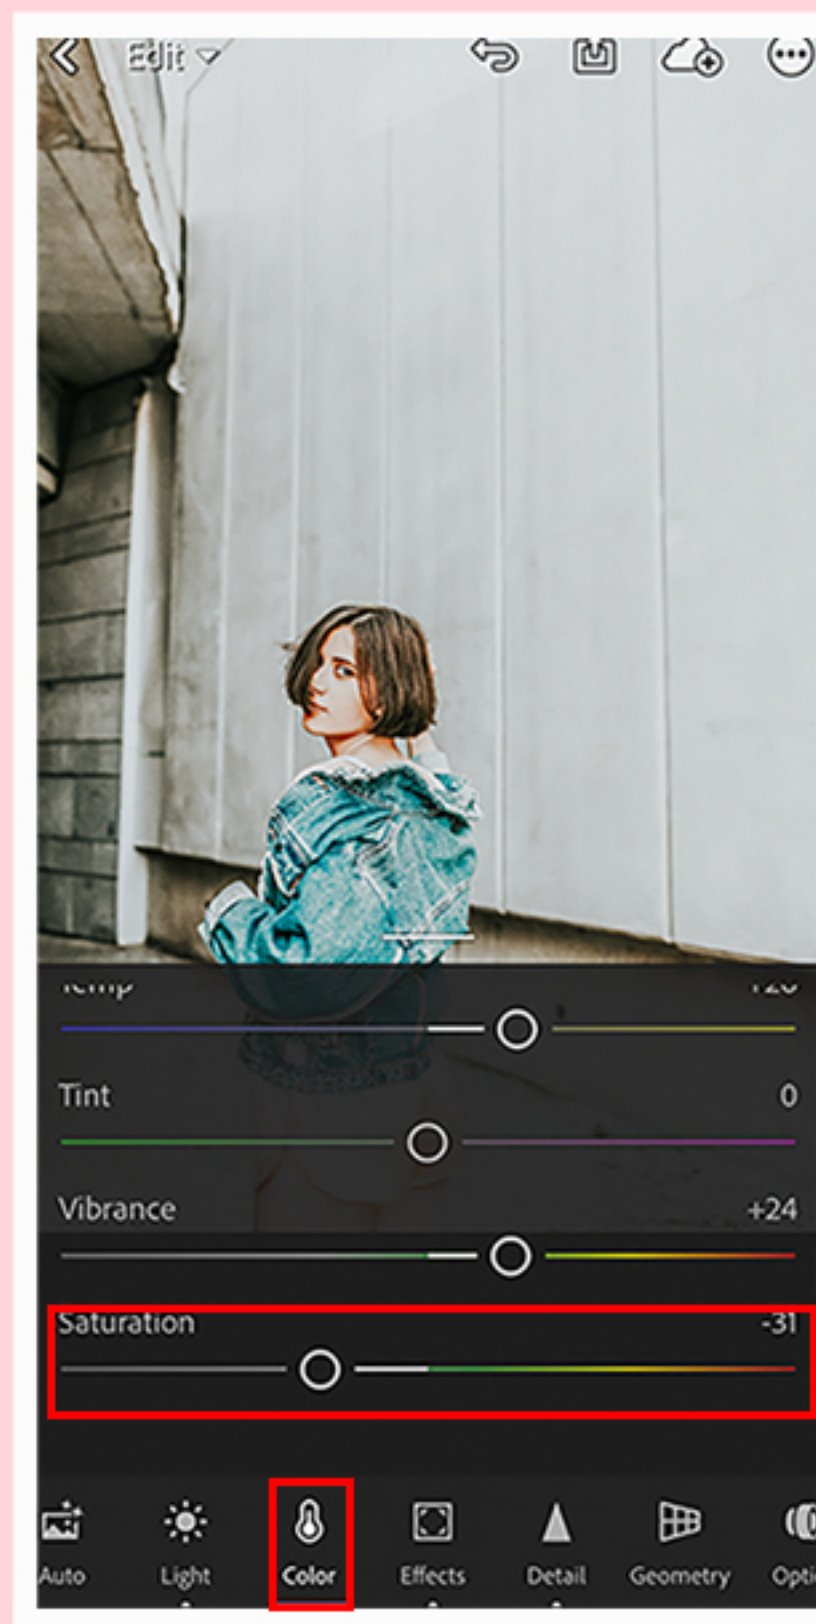 Edit
Tint 0
Vibrance +24
Saturation -31
Auto Light Color Effects Detail Geometry